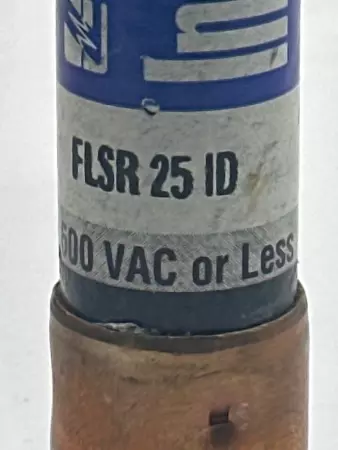 FLSR 25 ID
600 VAC or Less